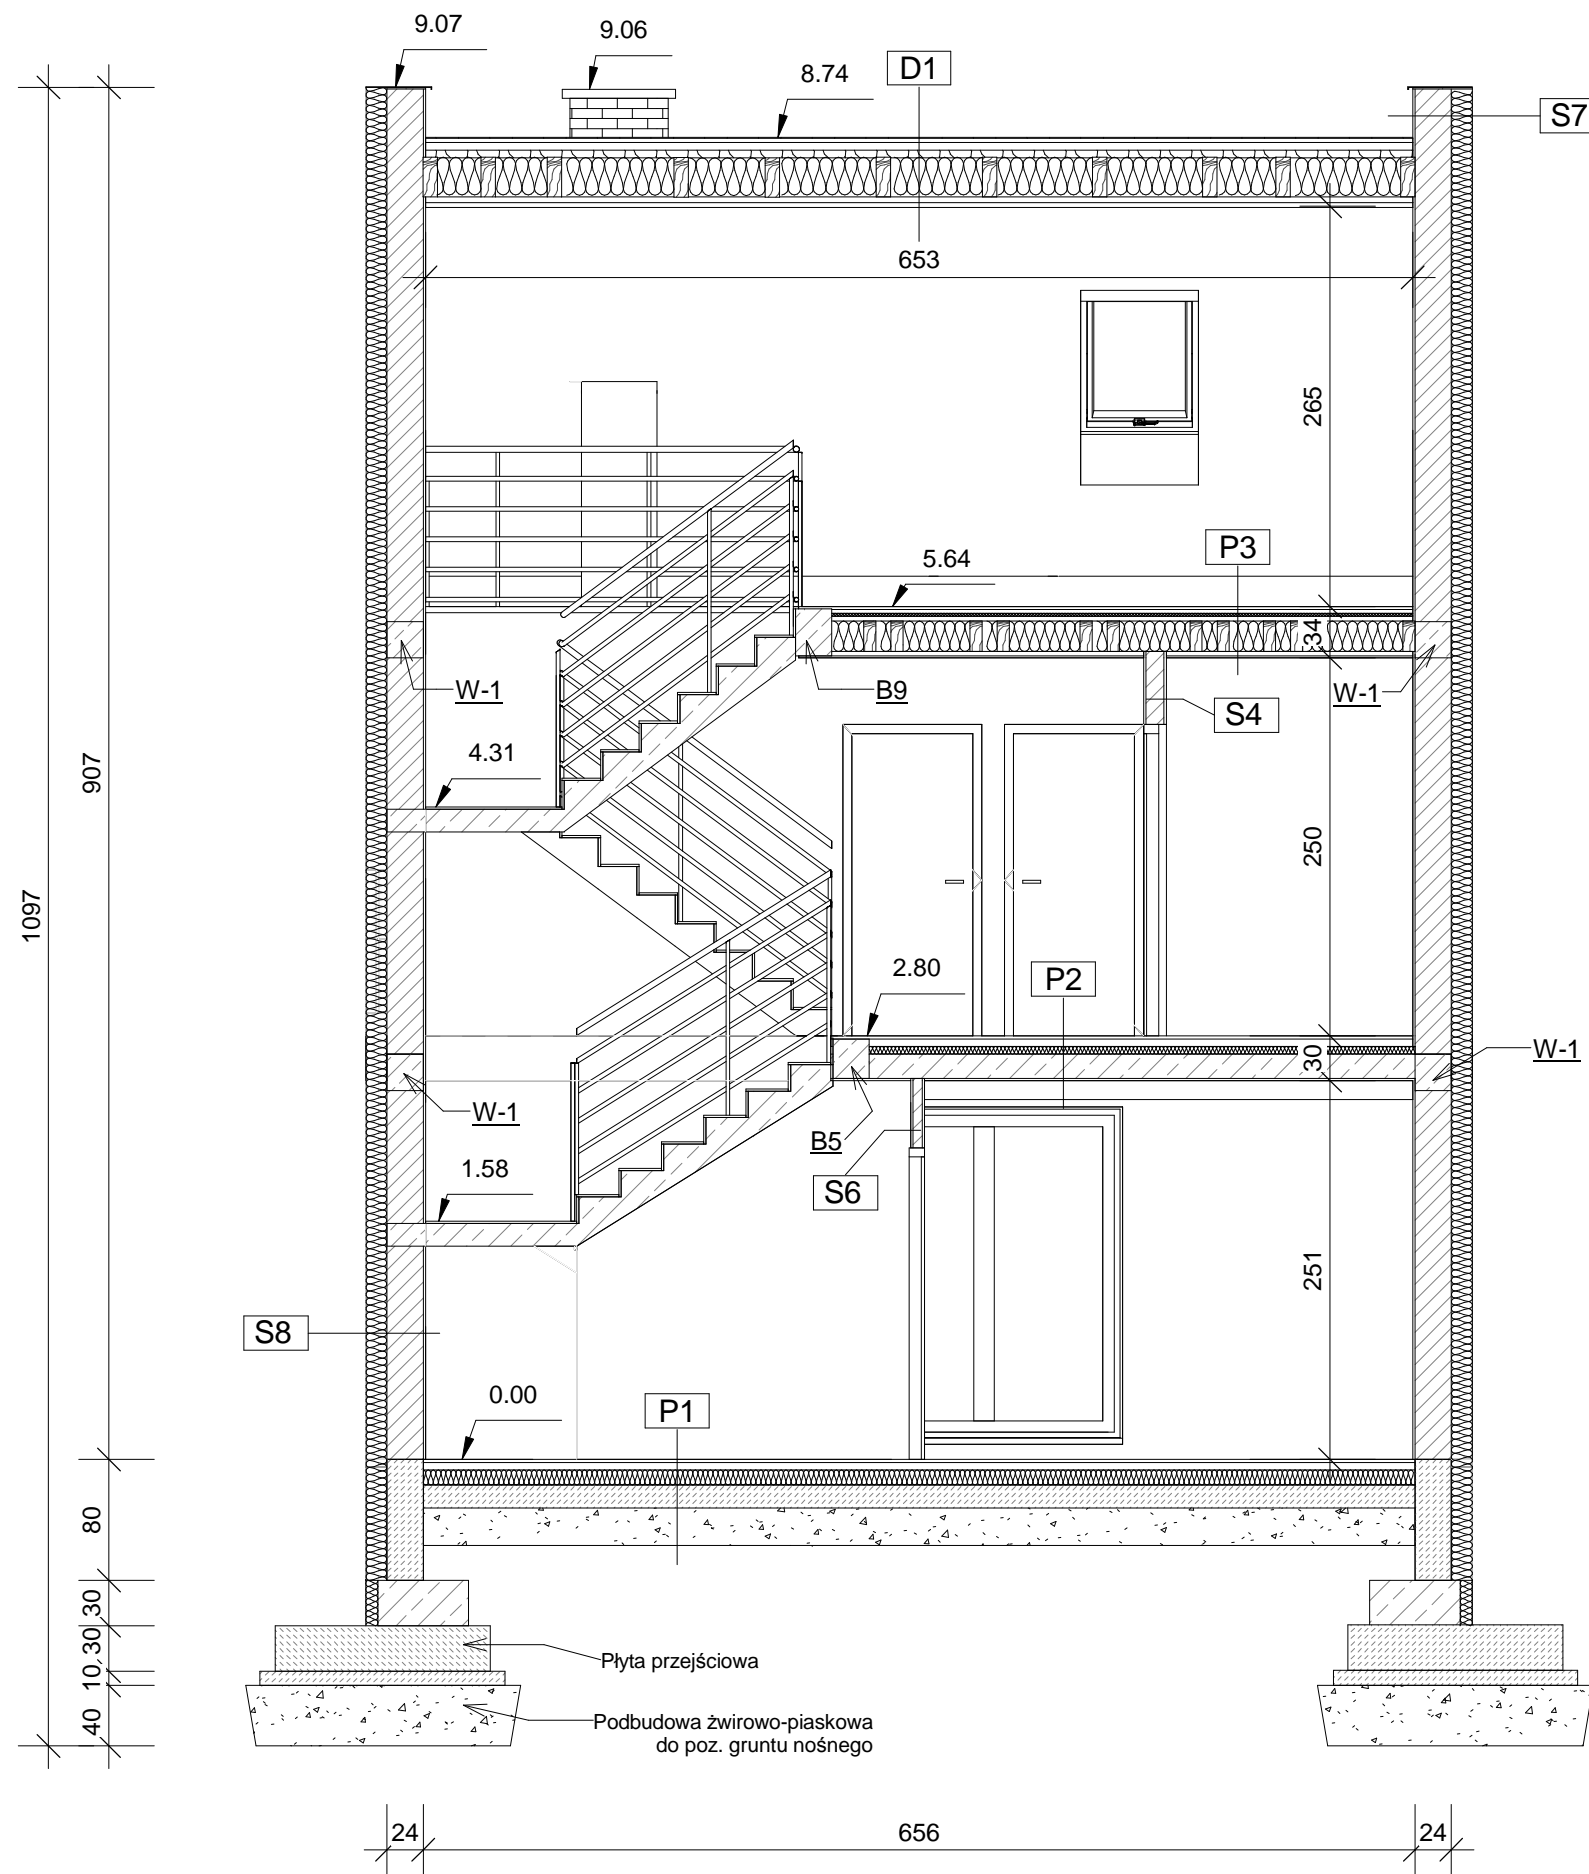 9.07
9.06
8.74
D1
S7
653
265
P3
5.64
34
W-1
B9
W-1
S4
4.31
907
250
1097
2.80
P2
30
W-1
W-1
B5
1.58
S6
251
S8
0.00
P1
80
30
30
10
40
Płyta przejściowa
Podbudowa żwirowo-piaskowa
do poz. gruntu nośnego
24
656
24